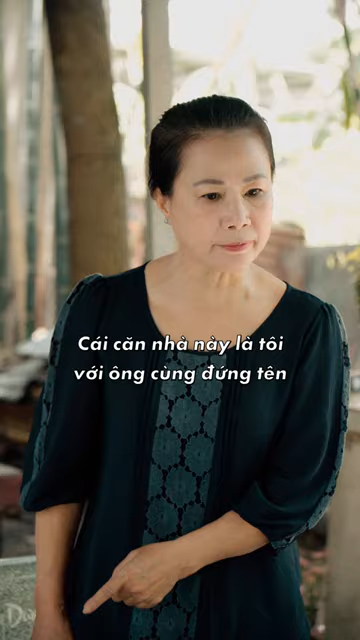 Cái căn nhà này là tôi
với ông cùng đứng tên